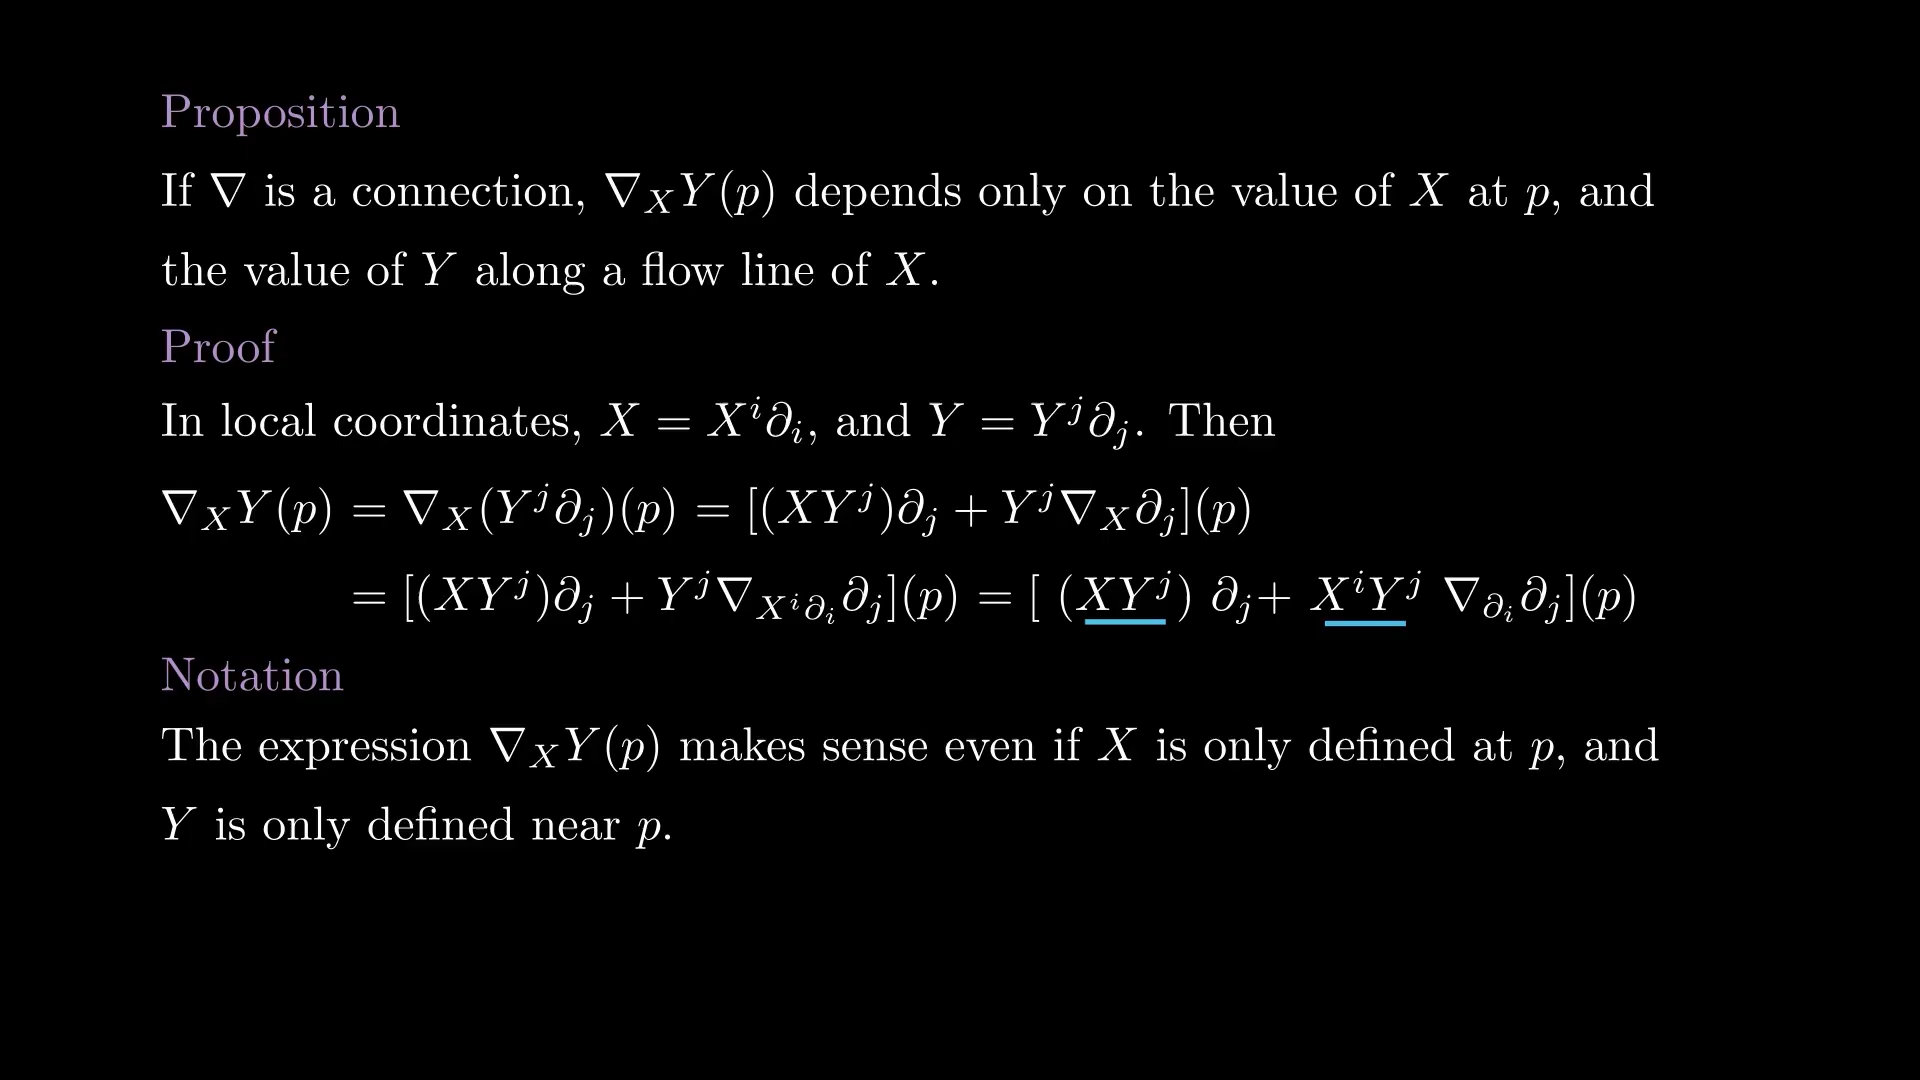 Proposition
If ∇ is a connection, ∇_X Y(p) depends only on the value of X at p, and
the value of Y along a flow line of X.
Proof
In local coordinates, X = X^i ∂_i, and Y = Y^j ∂_j. Then
∇_X Y(p) = ∇_X (Y^j ∂_j)(p) = [(XY^j)∂_j + Y^j ∇_X ∂_j](p)
= [(XY^j)∂_j + Y^j ∇_{X^i ∂_i} ∂_j](p) = [ (XY^j) ∂_j + X^i Y^j ∇_{∂_i} ∂_j](p)
Notation
The expression ∇_X Y(p) makes sense even if X is only defined at p, and
Y is only defined near p.